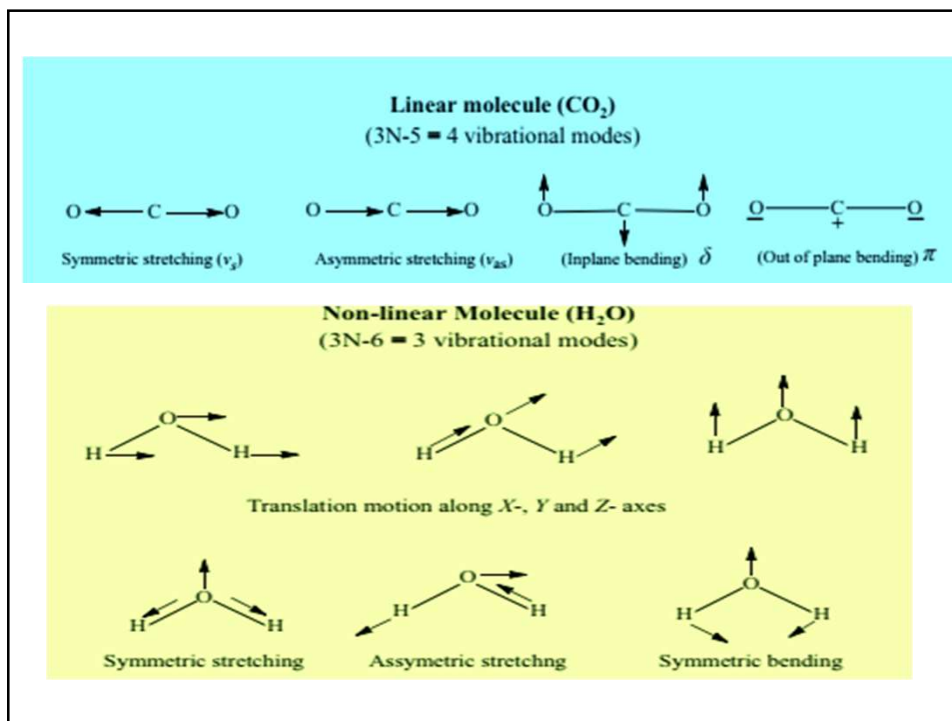 Linear molecule (CO₂)
(3N-5 = 4 vibrational modes)
O C O
O C O
O C O
O C O
+
Symmetric stretching (νs)
Asymmetric stretching (νas)
(Inplane bending) δ
(Out of plane bending) π
Non-linear Molecule (H₂O)
(3N-6 = 3 vibrational modes)
O
H H
O
H H
O
H H
Translation motion along X-, Y and Z- axes
O
H H
O
H H
O
H H
Symmetric stretching
Assymetric stretchng
Symmetric bending